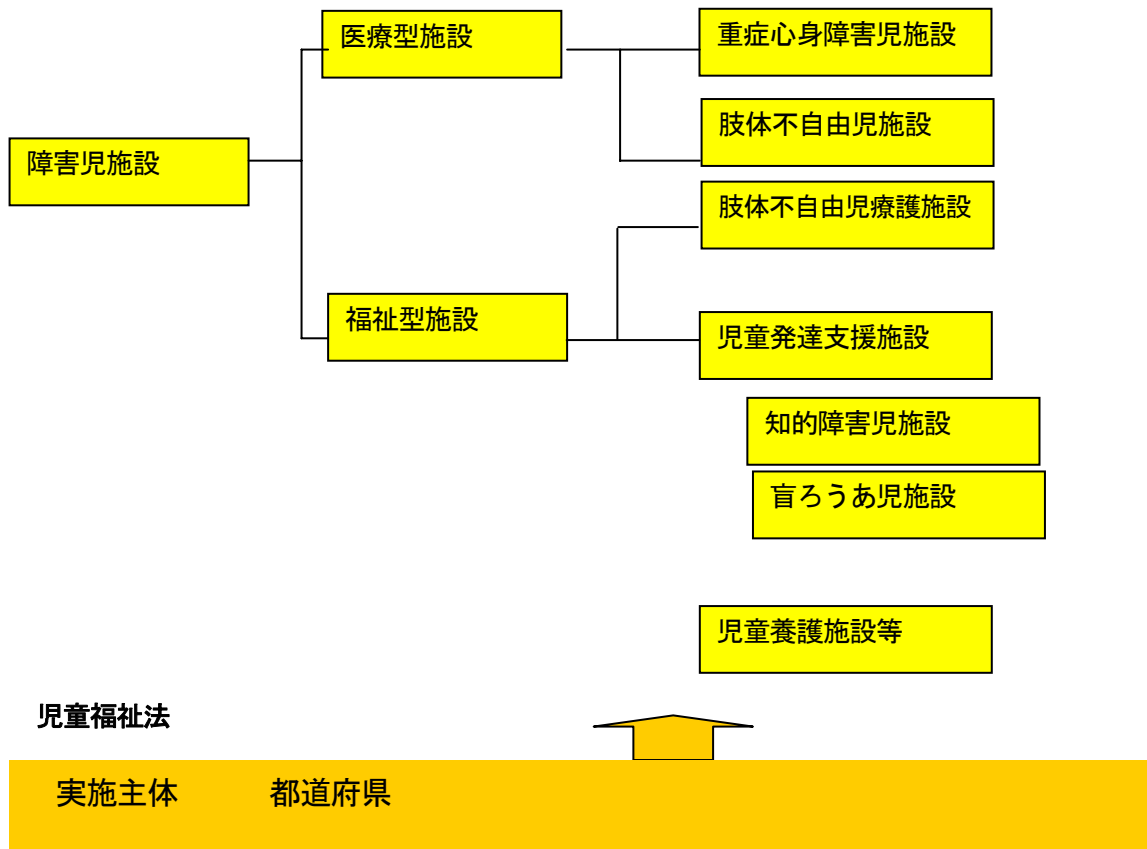 医療型施設
重症心身障害児施設
肢体不自由児施設
障害児施設
肢体不自由児療護施設
福祉型施設
児童発達支援施設
知的障害児施設
盲ろうあ児施設
児童養護施設等
児童福祉法
実施主体 都道府県